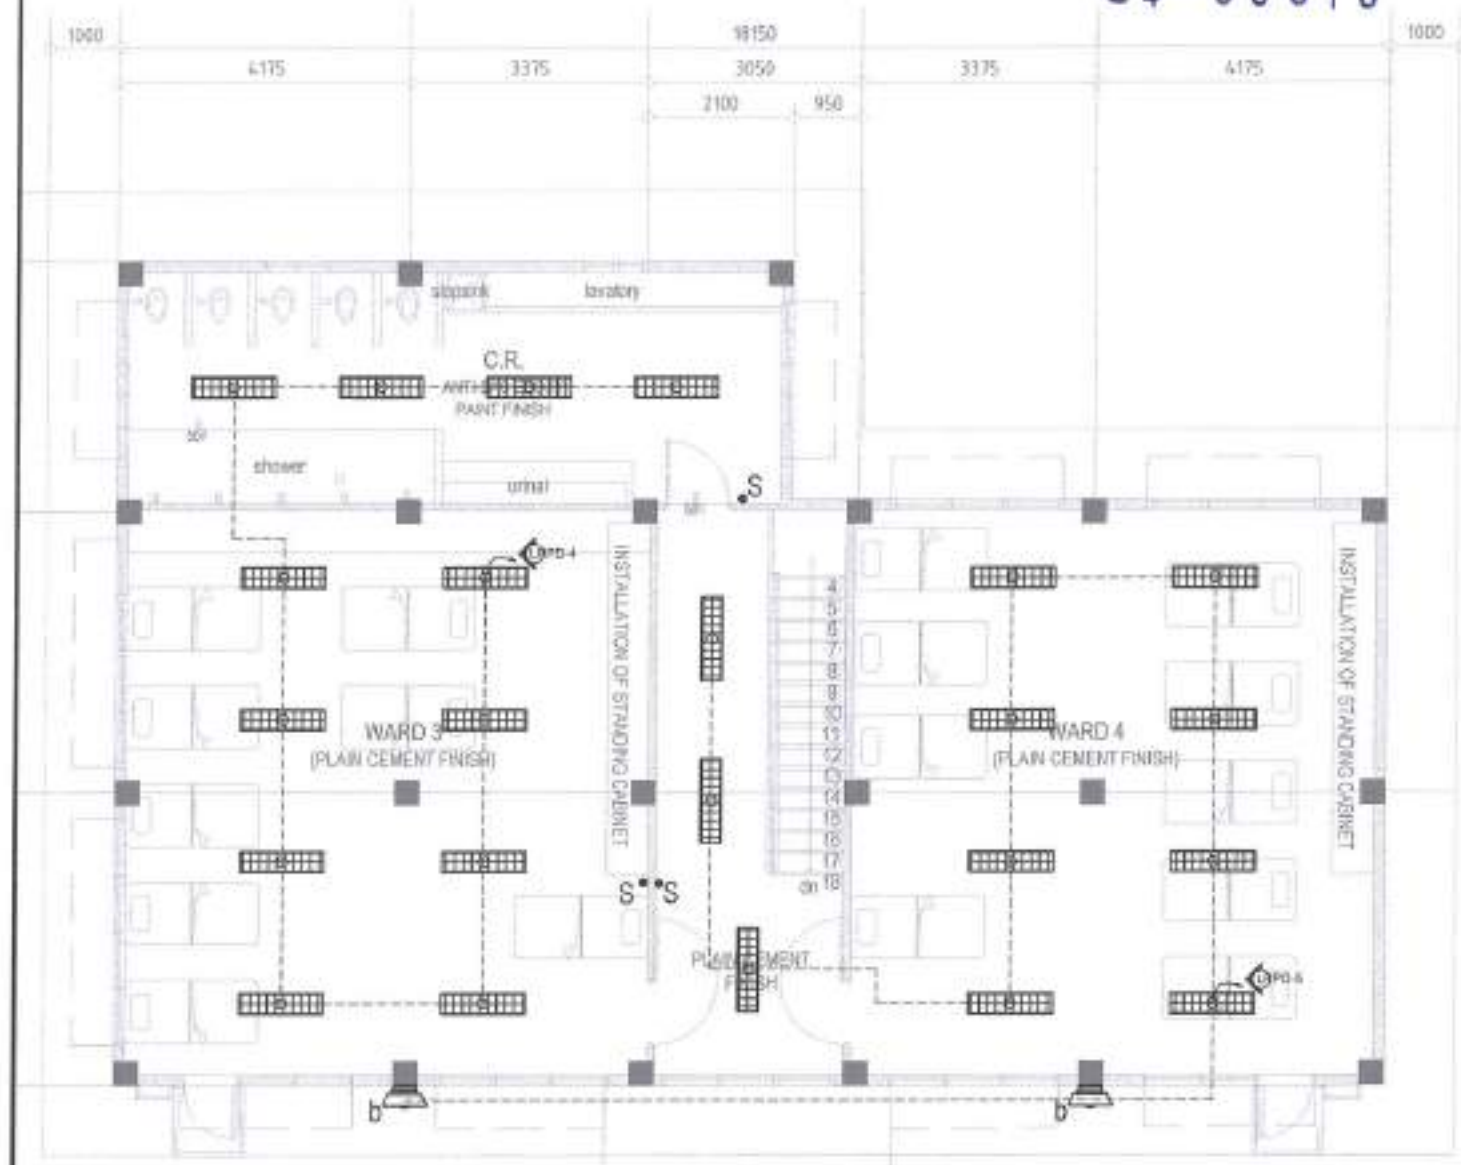 1000 18150 1000
4175 3375 3050 3375 4175
2100 950
slopsink lavatory
C.R.
PAINT FINISH
shower
urinal
S
INSTALLATION OF STANDING CABINET
INSTALLATION OF STANDING CABINET
4
5
6
7
8
9
10
11
12
13
14
15
16
17
18
dn
WARD 3
(PLAIN CEMENT FINISH)
WARD 4
(PLAIN CEMENT FINISH)
S S
b b